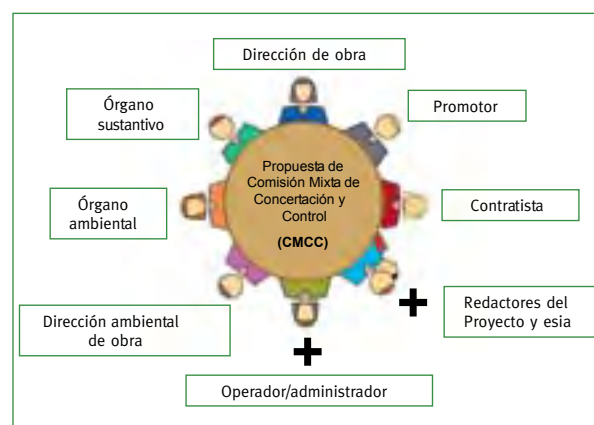 Dirección de obra
Órgano
sustantivo
Promotor
Propuesta de
Comisión Mixta de
Concertación y
Control
(CMCC)
Órgano
ambiental
Contratista
Dirección ambiental
de obra
+
Redactores del
Proyecto y esia
+
Operador/administrador